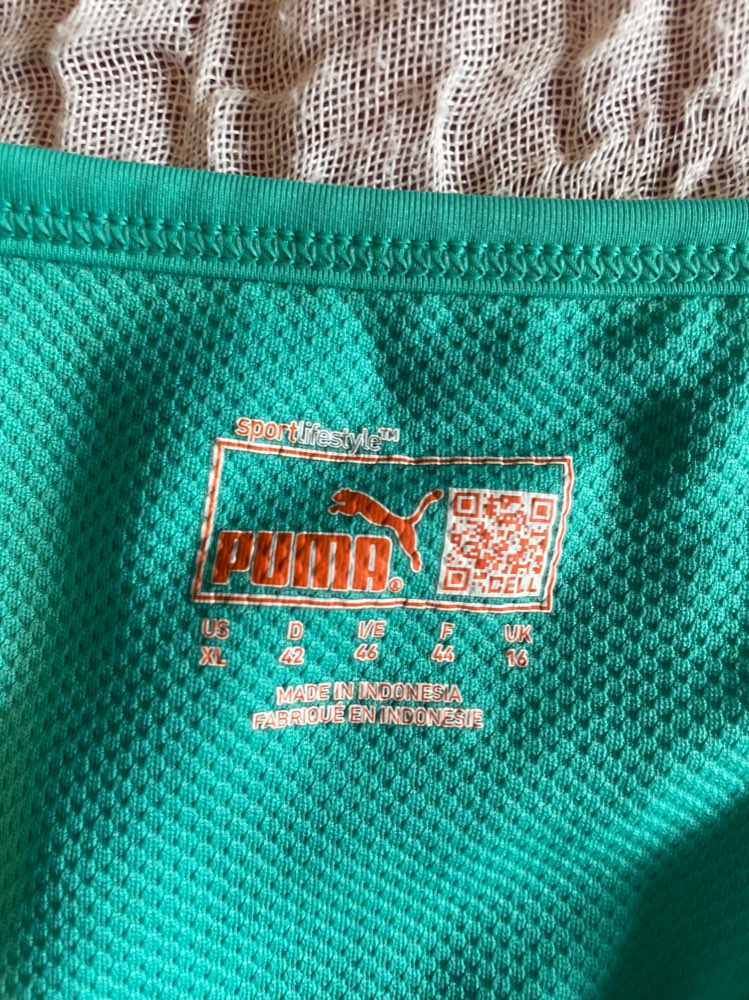 sportlifestyle™
PUMA®
CELL
US D I/E F UK
XL 42 46 44 16
MADE IN INDONESIA
FABRIQUÉ EN INDONESIE